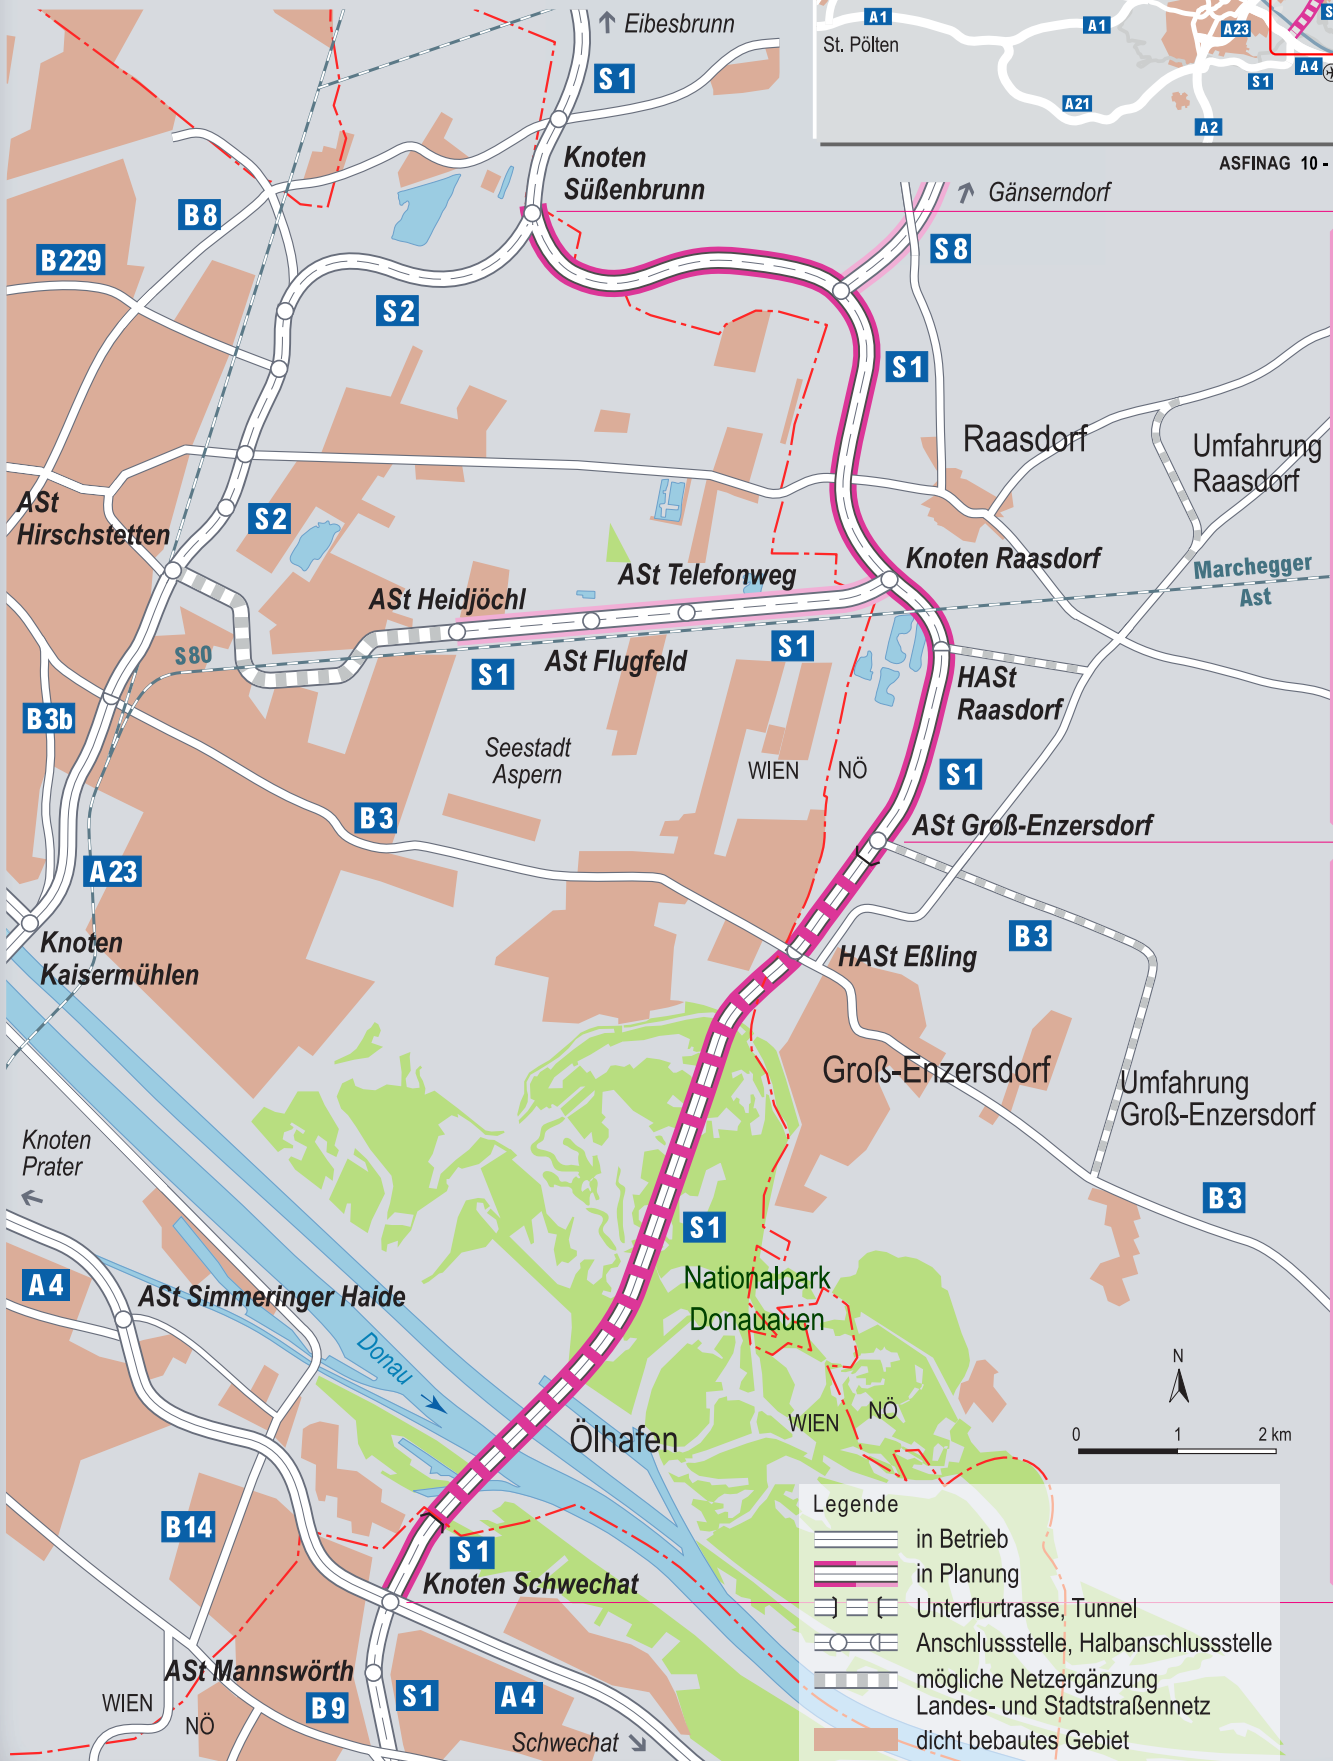 Eibesbrunn
S1
A1
A1
A23
S
St. Pölten
A4
S1
A21
A2
ASFINAG 10 -
Knoten
Süßenbrunn
Gänserndorf
B8
S8
B229
S2
S1
Raasdorf
Umfahrung
Raasdorf
ASt
Hirschstetten
S2
Knoten Raasdorf
Marchegger
Ast
ASt Telefonweg
ASt Heidjöchl
S80
S1
ASt Flugfeld
S1
HASt
Raasdorf
B3b
Seestadt
Aspern
WIEN
NÖ
S1
B3
ASt Groß-Enzersdorf
A23
B3
Knoten
Kaisermühlen
HASt Eßling
Groß-Enzersdorf
Umfahrung
Groß-Enzersdorf
Knoten
Prater
B3
S1
Nationalpark
Donauauen
A4
ASt Simmeringer Haide
Donau
N
WIEN
NÖ
Ölhafen
0 1 2 km
Legende
in Betrieb
in Planung
Unterflurtrasse, Tunnel
Anschlussstelle, Halbanschlussstelle
mögliche Netzergänzung
Landes- und Stadtstraßennetz
dicht bebautes Gebiet
B14
S1
Knoten Schwechat
ASt Mannswörth
WIEN
NÖ
B9
S1
A4
Schwechat